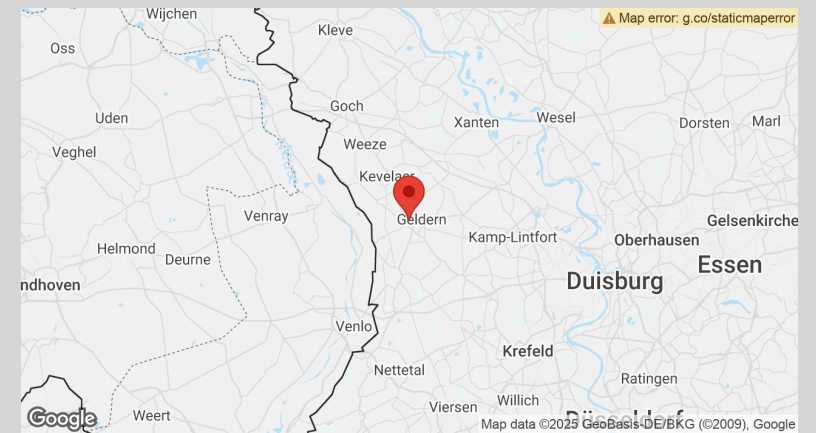 Wijchen
⚠ Map error: g.co/staticmaperror
Kleve
Oss
Goch
Uden
Xanten
Wesel
Dorsten
Marl
Veghel
Weeze
Kevelaer
Venray
Geldern
Gelsenkirche
Kamp-Lintfort
Oberhausen
Helmond
Deurne
Essen
ndhoven
Duisburg
Venlo
Krefeld
Nettetal
Ratingen
Willich
Viersen
Weert
Düsseldorf
Google
Map data ©2025 GeoBasis-DE/BKG (©2009), Google